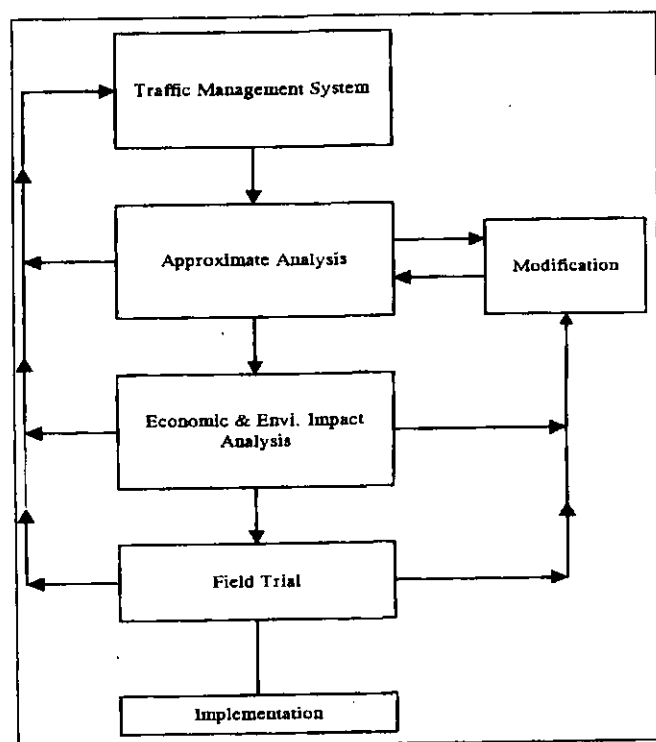 Traffic Management System
Approximate Analysis
Modification
Economic & Envi. Impact
Analysis
Field Trial
Implementation